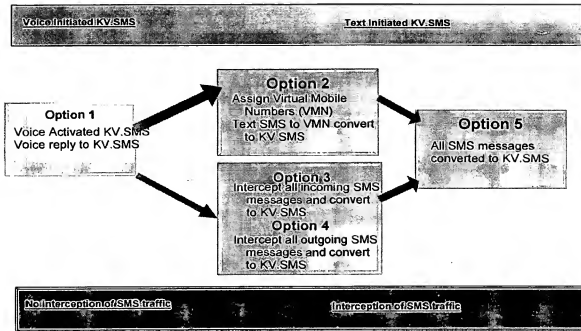 Voice Initiated KV.SMS
Text Initiated KV.SMS
Option 1
Voice Activated KV.SMS
Voice reply to KV.SMS
Option 2
Assign Virtual Mobile
Numbers (VMN)
Text SMS to VMN convert
to KV.SMS
Option 3
Intercept all incoming SMS
messages and convert
to KV.SMS
Option 4
Intercept all outgoing SMS
messages and convert
to KV.SMS
Option 5
All SMS messages
converted to KV.SMS
No interception of SMS traffic
Interception of SMS traffic